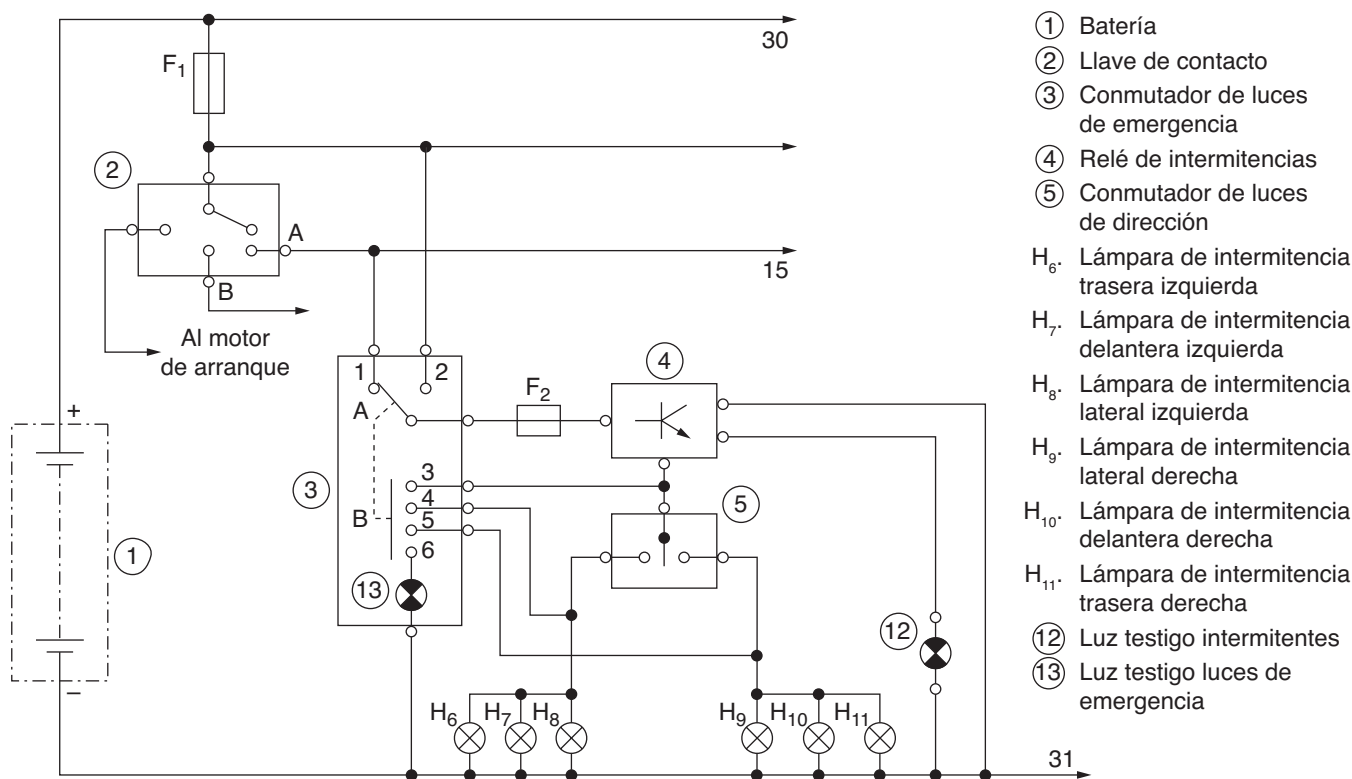 30
F₁
2
A
15
B
Al motor
de arranque
1
2
4
A
F₂
+
3
3
4
5
B
5
6
1
13
12
–
H₆
H₇
H₈
H₉
H₁₀
H₁₁
31
1 Batería
2 Llave de contacto
3 Conmutador de luces
de emergencia
4 Relé de intermitencias
5 Conmutador de luces
de dirección
H₆. Lámpara de intermitencia
trasera izquierda
H₇. Lámpara de intermitencia
delantera izquierda
H₈. Lámpara de intermitencia
lateral izquierda
H₉. Lámpara de intermitencia
lateral derecha
H₁₀. Lámpara de intermitencia
delantera derecha
H₁₁. Lámpara de intermitencia
trasera derecha
12 Luz testigo intermitentes
13 Luz testigo luces de
emergencia